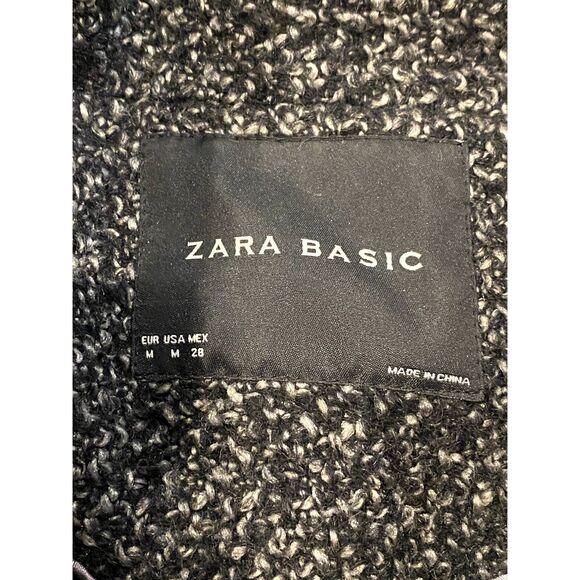 ZARA BASIC
EUR USA MEX
M M 28
MADE IN CHINA